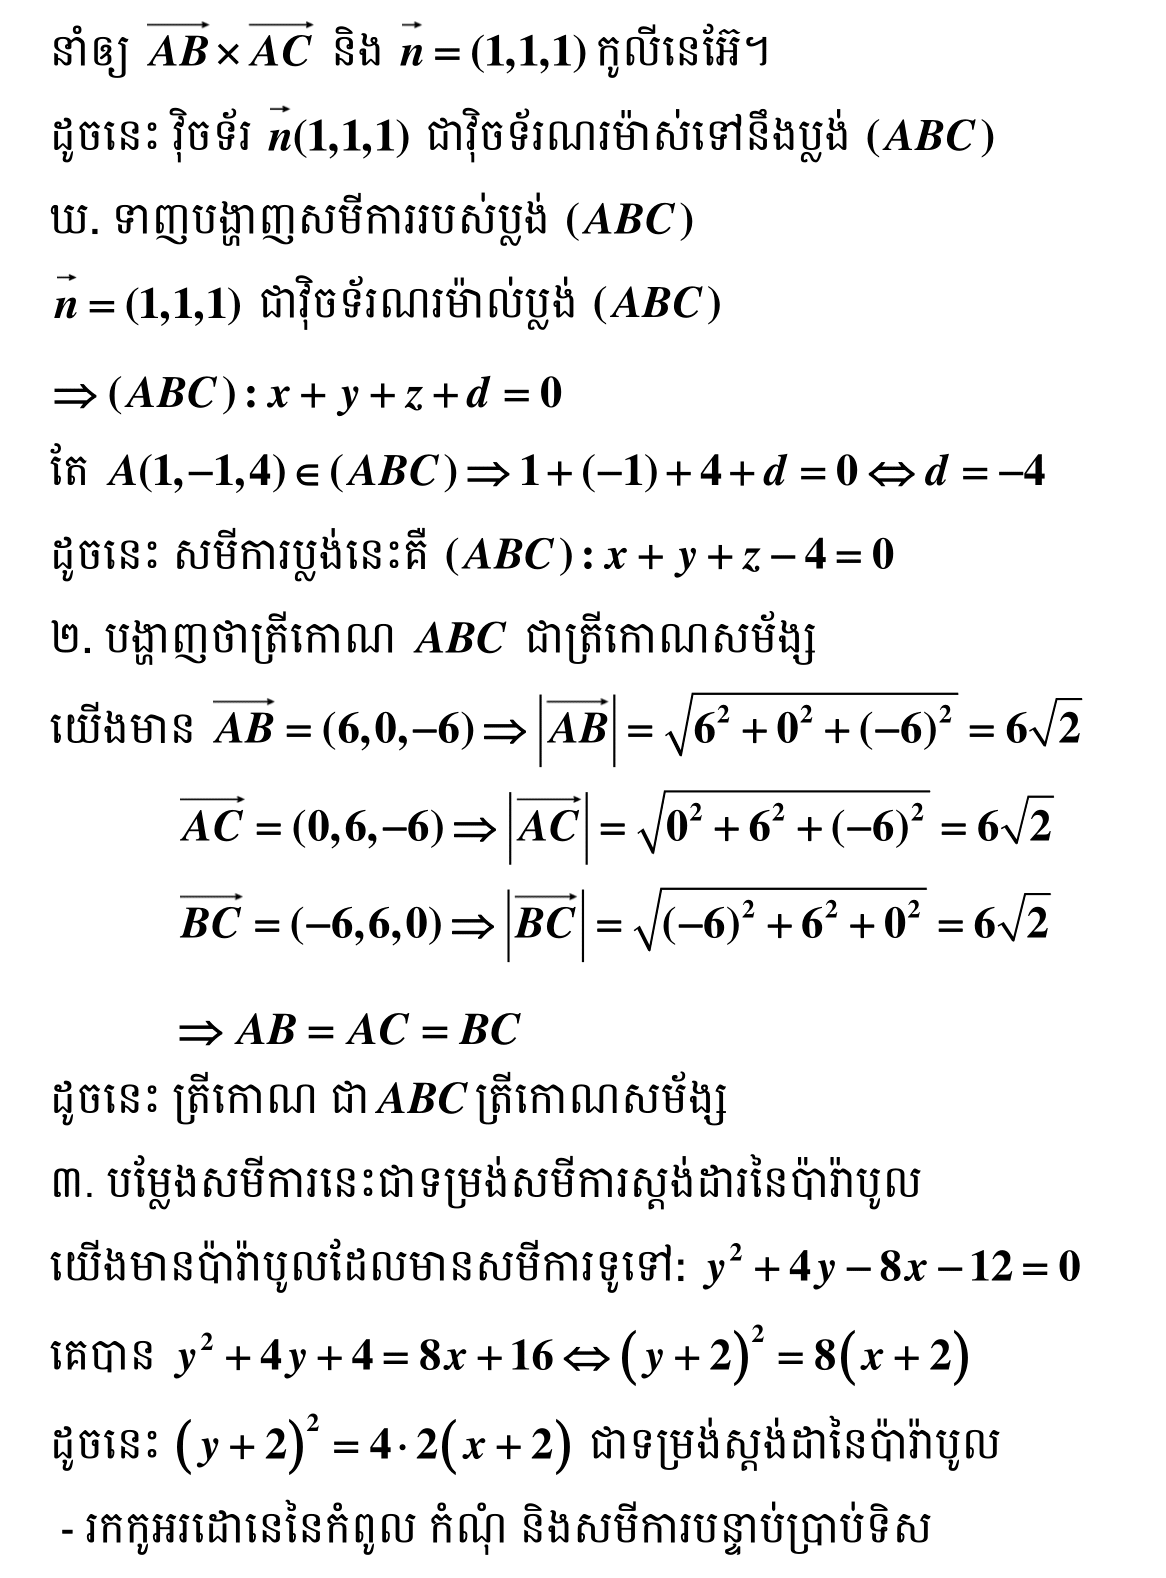 នាំឲ្យ $\overrightarrow{AB}\times\overrightarrow{AC}$ និង $\vec{n}=(1,1,1)$ កូលីនេអ៊ែ។
ដូចនេះ វ៉ិចទ័រ $\vec{n}(1,1,1)$ ជាវ៉ិចទ័រណរម៉ាស់ទៅនឹងប្លង់ $(ABC)$
ឃ. ទាញបង្ហាញសមីការរបស់ប្លង់ $(ABC)$
$\vec{n}=(1,1,1)$ ជាវ៉ិចទ័រណរម៉ាល់ប្លង់ $(ABC)$
$\Rightarrow (ABC):x+y+z+d=0$
តែ $A(1,-1,4)\in(ABC)\Rightarrow 1+(-1)+4+d=0\Leftrightarrow d=-4$
ដូចនេះ សមីការប្លង់នេះគឺ $(ABC):x+y+z-4=0$
២. បង្ហាញថាត្រីកោណ $ABC$ ជាត្រីកោណសម័ង្ស
យើងមាន $\overrightarrow{AB}=(6,0,-6)\Rightarrow|\overrightarrow{AB}|=\sqrt{6^2+0^2+(-6)^2}=6\sqrt{2}$
$\overrightarrow{AC}=(0,6,-6)\Rightarrow|\overrightarrow{AC}|=\sqrt{0^2+6^2+(-6)^2}=6\sqrt{2}$
$\overrightarrow{BC}=(-6,6,0)\Rightarrow|\overrightarrow{BC}|=\sqrt{(-6)^2+6^2+0^2}=6\sqrt{2}$
$\Rightarrow AB=AC=BC$
ដូចនេះ ត្រីកោណ ជា $ABC$ ត្រីកោណសម័ង្ស
៣. បម្លែងសមីការនេះជាទម្រង់សមីការស្តង់ដារនៃប៉ារ៉ាបូល
យើងមានប៉ារ៉ាបូលដែលមានសមីការទូទៅ: $y^2+4y-8x-12=0$
គេបាន $y^2+4y+4=8x+16\Leftrightarrow(y+2)^2=8(x+2)$
ដូចនេះ $(y+2)^2=4\cdot2(x+2)$ ជាទម្រង់ស្តង់ដានៃប៉ារ៉ាបូល
- រកកូអរដោនេនៃកំពូល កំណុំ និងសមីការបន្ទាប់ប្រាប់ទិស